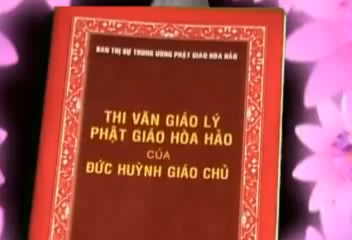 BAN TRỊ SỰ TRUNG ƯƠNG PHẬT GIÁO HÒA HẢO
THI VĂN GIÁO LÝ
PHẬT GIÁO HÒA HẢO
CỦA
ĐỨC HUỲNH GIÁO CHỦ